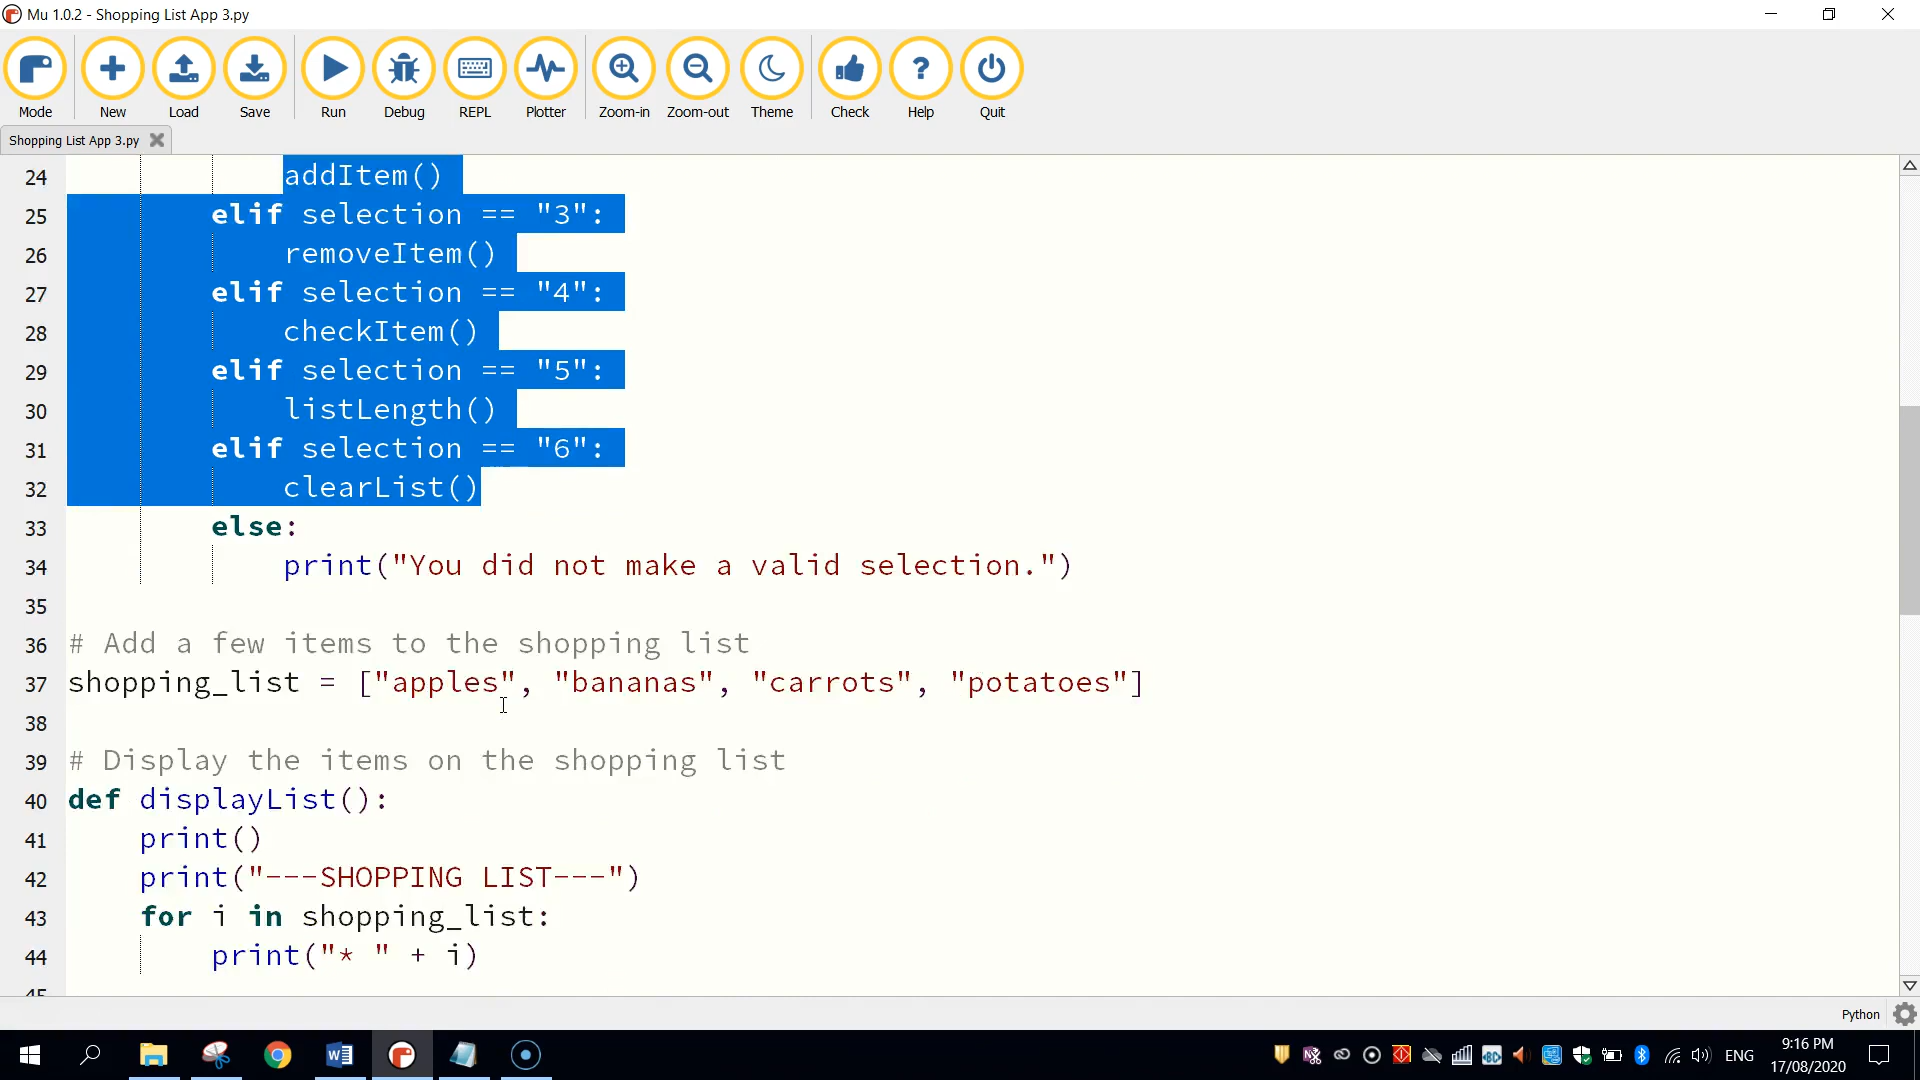 Mu 1.0.2 - Shopping List App 3.py
Mode New Load Save Run Debug REPL Plotter Zoom-in Zoom-out Theme Check Help Quit
Shopping List App 3.py
24 addItem()
25 elif selection == "3":
26 removeItem()
27 elif selection == "4":
28 checkItem()
29 elif selection == "5":
30 listLength()
31 elif selection == "6":
32 clearList()
33 else:
34 print("You did not make a valid selection.")
35
36 # Add a few items to the shopping list
37 shopping_list = ["apples", "bananas", "carrots", "potatoes"]
38
39 # Display the items on the shopping list
40 def displayList():
41 print()
42 print("---SHOPPING LIST---")
43 for i in shopping_list:
44 print("* " + i)
45
Python
ENG
9:16 PM
17/08/2020